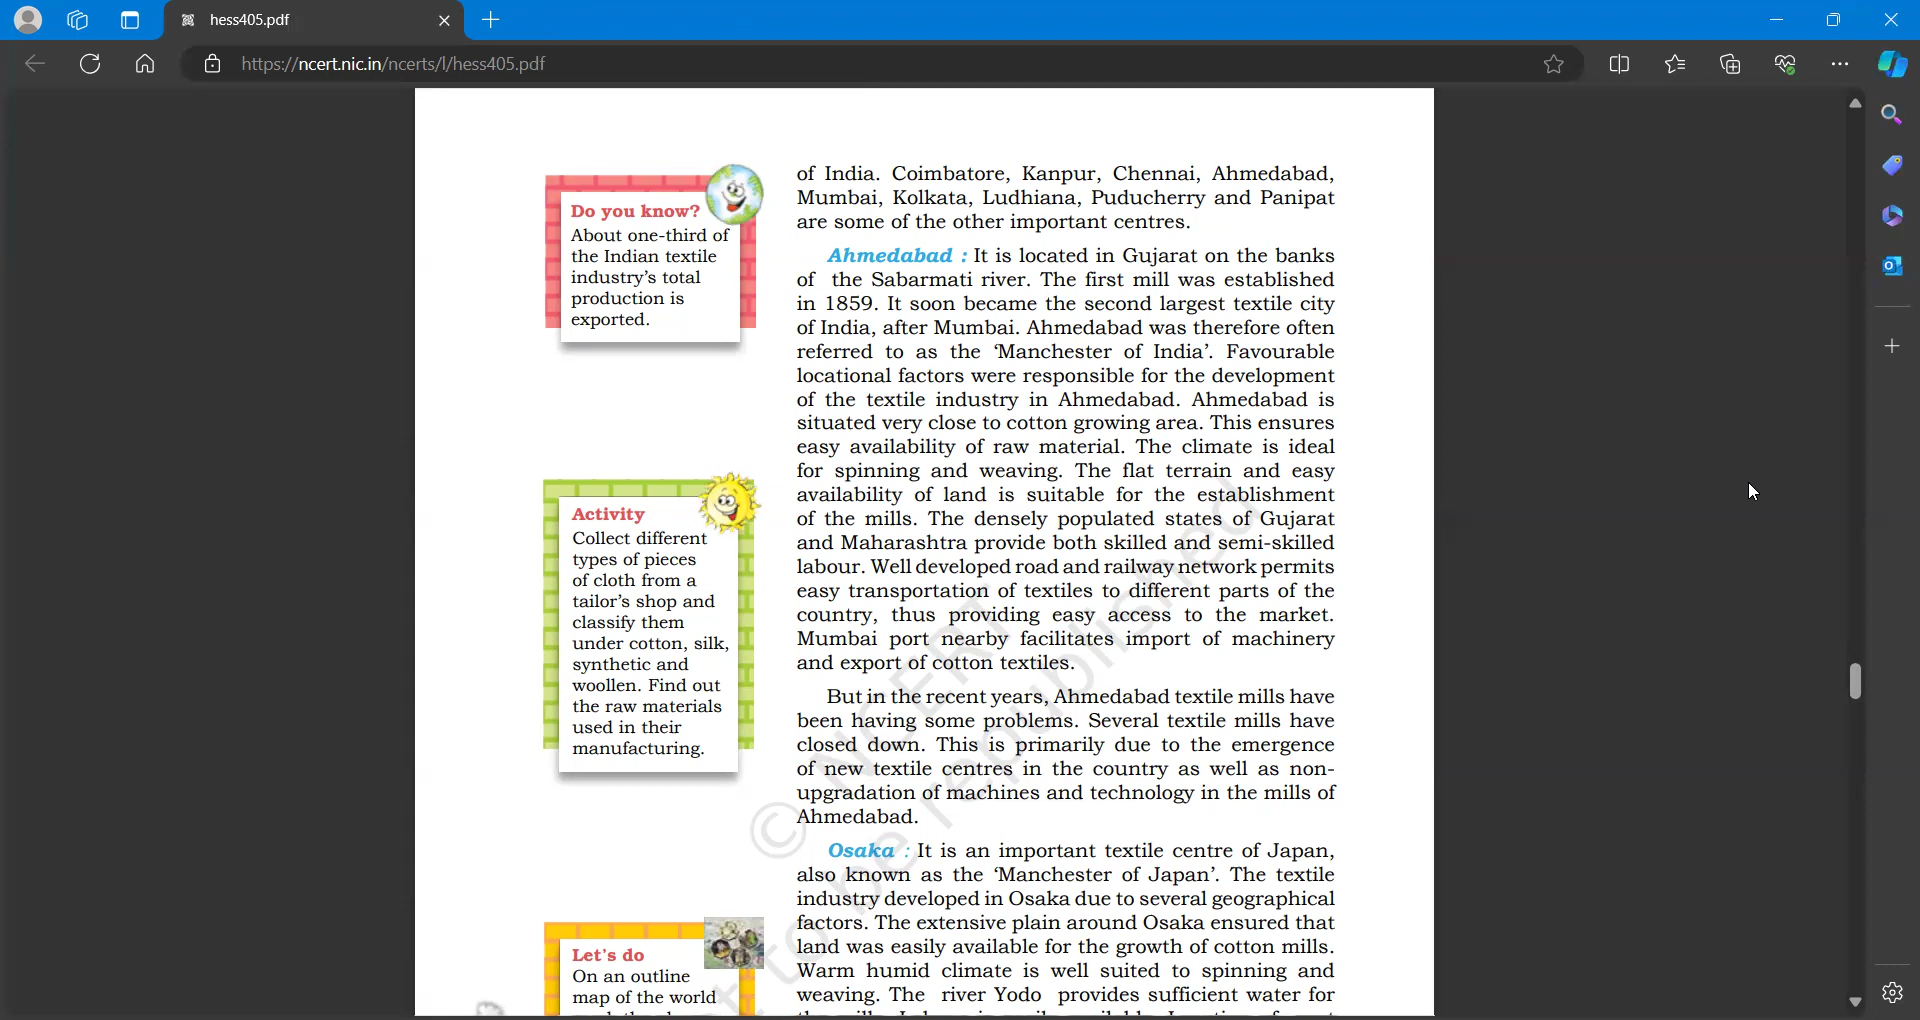 hess405.pdf
https://ncert.nic.in/ncerts/l/hess405.pdf
Do you know?
About one-third of
the Indian textile
industry's total
production is
exported.
Activity
Collect different
types of pieces
of cloth from a
tailor's shop and
classify them
under cotton, silk,
synthetic and
woollen. Find out
the raw materials
used in their
manufacturing.
Let's do
On an outline
map of the world
of India. Coimbatore, Kanpur, Chennai, Ahmedabad,
Mumbai, Kolkata, Ludhiana, Puducherry and Panipat
are some of the other important centres.
Ahmedabad : It is located in Gujarat on the banks
of the Sabarmati river. The first mill was established
in 1859. It soon became the second largest textile city
of India, after Mumbai. Ahmedabad was therefore often
referred to as the ‘Manchester of India’. Favourable
locational factors were responsible for the development
of the textile industry in Ahmedabad. Ahmedabad is
situated very close to cotton growing area. This ensures
easy availability of raw material. The climate is ideal
for spinning and weaving. The flat terrain and easy
availability of land is suitable for the establishment
of the mills. The densely populated states of Gujarat
and Maharashtra provide both skilled and semi-skilled
labour. Well developed road and railway network permits
easy transportation of textiles to different parts of the
country, thus providing easy access to the market.
Mumbai port nearby facilitates import of machinery
and export of cotton textiles.
But in the recent years, Ahmedabad textile mills have
been having some problems. Several textile mills have
closed down. This is primarily due to the emergence
of new textile centres in the country as well as non-
upgradation of machines and technology in the mills of
Ahmedabad.
Osaka : It is an important textile centre of Japan,
also known as the ‘Manchester of Japan’. The textile
industry developed in Osaka due to several geographical
factors. The extensive plain around Osaka ensured that
land was easily available for the growth of cotton mills.
Warm humid climate is well suited to spinning and
weaving. The river Yodo provides sufficient water for
© NCERT
to be republished